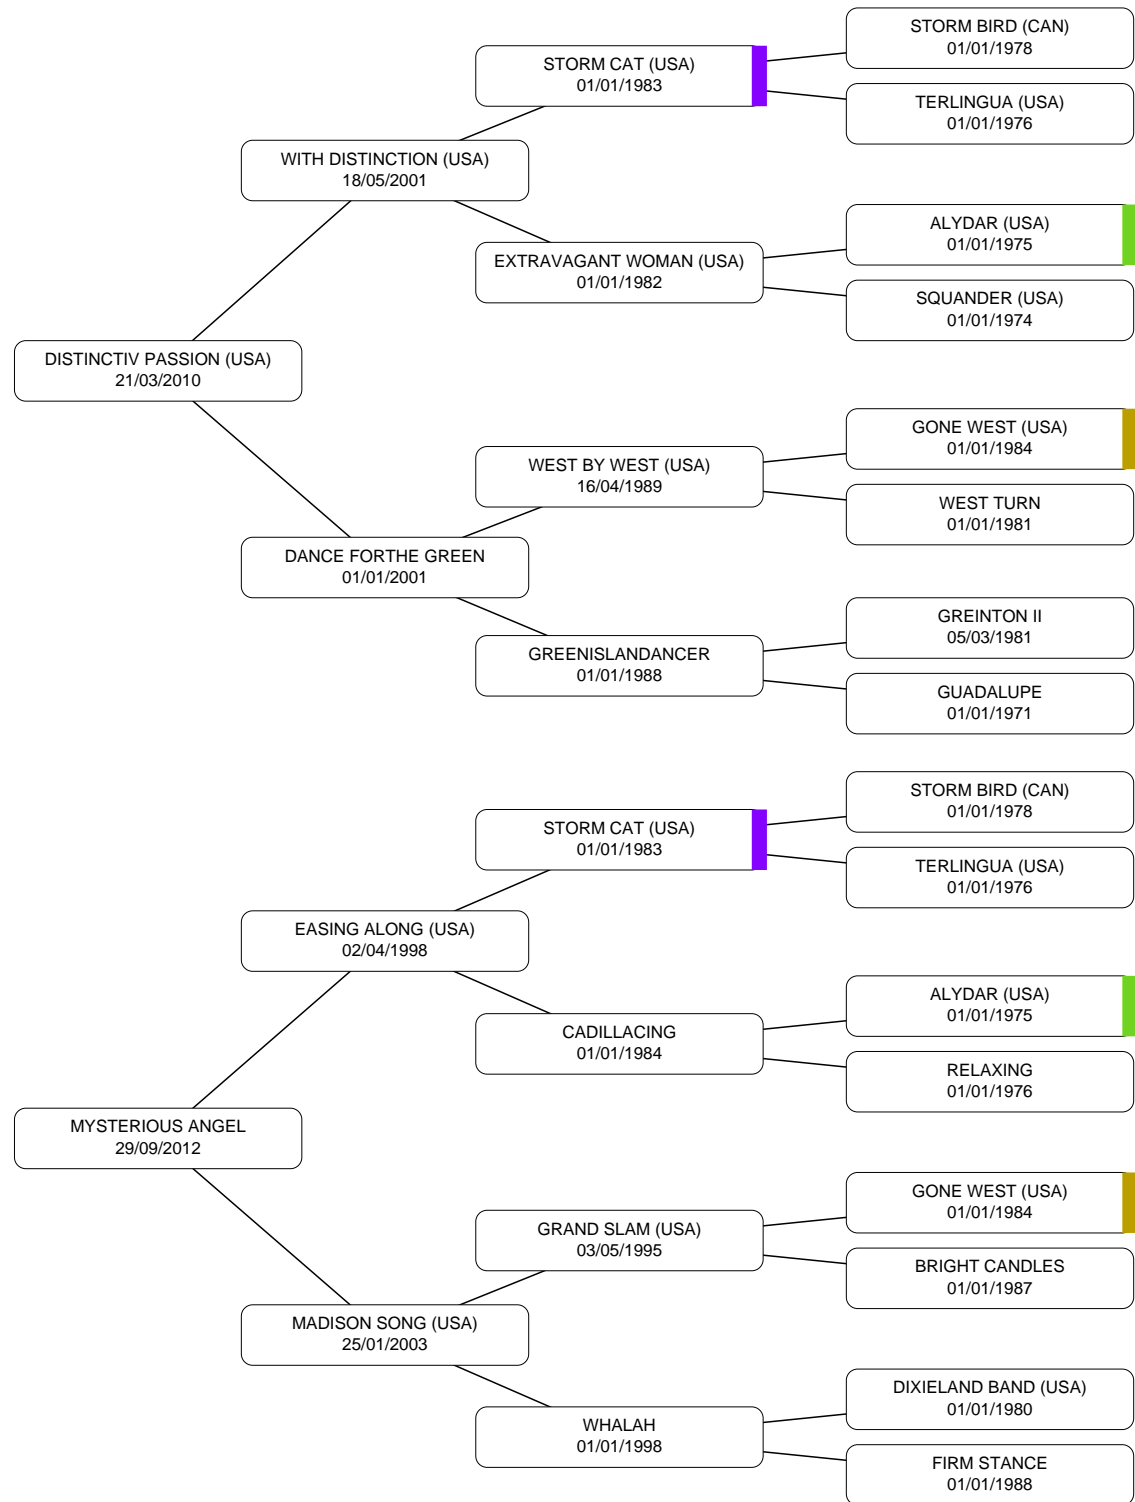 STORM BIRD (CAN)
01/01/1978
STORM CAT (USA)
01/01/1983
TERLINGUA (USA)
01/01/1976
WITH DISTINCTION (USA)
18/05/2001
ALYDAR (USA)
01/01/1975
EXTRAVAGANT WOMAN (USA)
01/01/1982
SQUANDER (USA)
01/01/1974
DISTINCTIV PASSION (USA)
21/03/2010
GONE WEST (USA)
01/01/1984
WEST BY WEST (USA)
16/04/1989
WEST TURN
01/01/1981
DANCE FORTHE GREEN
01/01/2001
GREINTON II
05/03/1981
GREENISLANDANCER
01/01/1988
GUADALUPE
01/01/1971
STORM BIRD (CAN)
01/01/1978
STORM CAT (USA)
01/01/1983
TERLINGUA (USA)
01/01/1976
EASING ALONG (USA)
02/04/1998
ALYDAR (USA)
01/01/1975
CADILLACING
01/01/1984
RELAXING
01/01/1976
MYSTERIOUS ANGEL
29/09/2012
GONE WEST (USA)
01/01/1984
GRAND SLAM (USA)
03/05/1995
BRIGHT CANDLES
01/01/1987
MADISON SONG (USA)
25/01/2003
DIXIELAND BAND (USA)
01/01/1980
WHALAH
01/01/1998
FIRM STANCE
01/01/1988